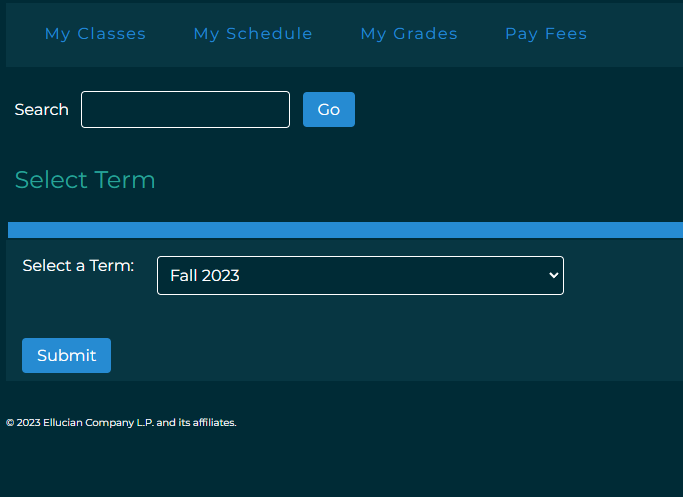 My Classes My Schedule My Grades Pay Fees
Search Go
Select Term
Select a Term: Fall 2023
Submit
© 2023 Ellucian Company L.P. and its affiliates.